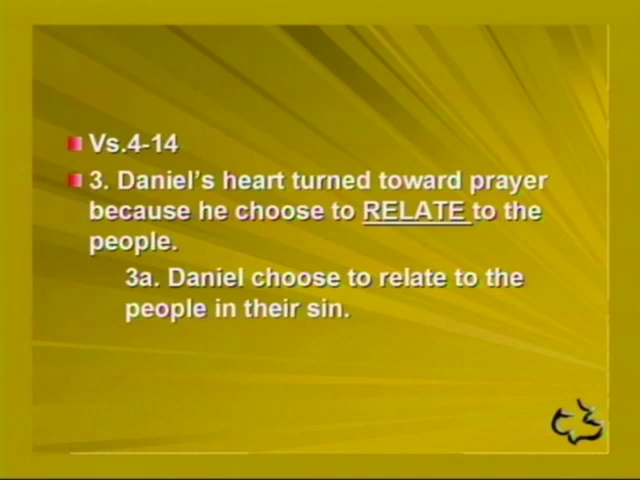 Vs.4-14
3. Daniel's heart turned toward prayer
because he choose to RELATE to the
people.
3a. Daniel choose to relate to the
people in their sin.